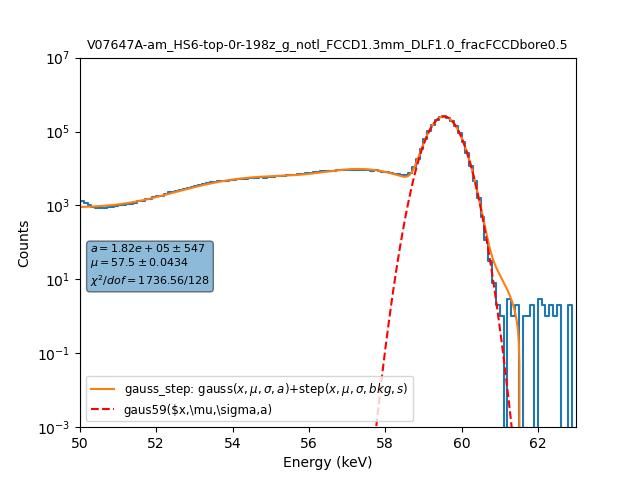 V07647A-am_HS6-top-0r-198z_g_notl_FCCD1.3mm_DLF1.0_fracFCCDbore0.5
10^7
10^5
10^3
10^1
10^−1
10^−3
Counts
a = 1.82e + 05 ± 547
μ = 57.5 ± 0.0434
χ²/dof = 1736.56/128
gauss_step: gauss(x, μ, σ, a)+step(x, μ, σ, bkg, s)
gaus59($x,\mu,\sigma,a)
50 52 54 56 58 60 62
Energy (keV)